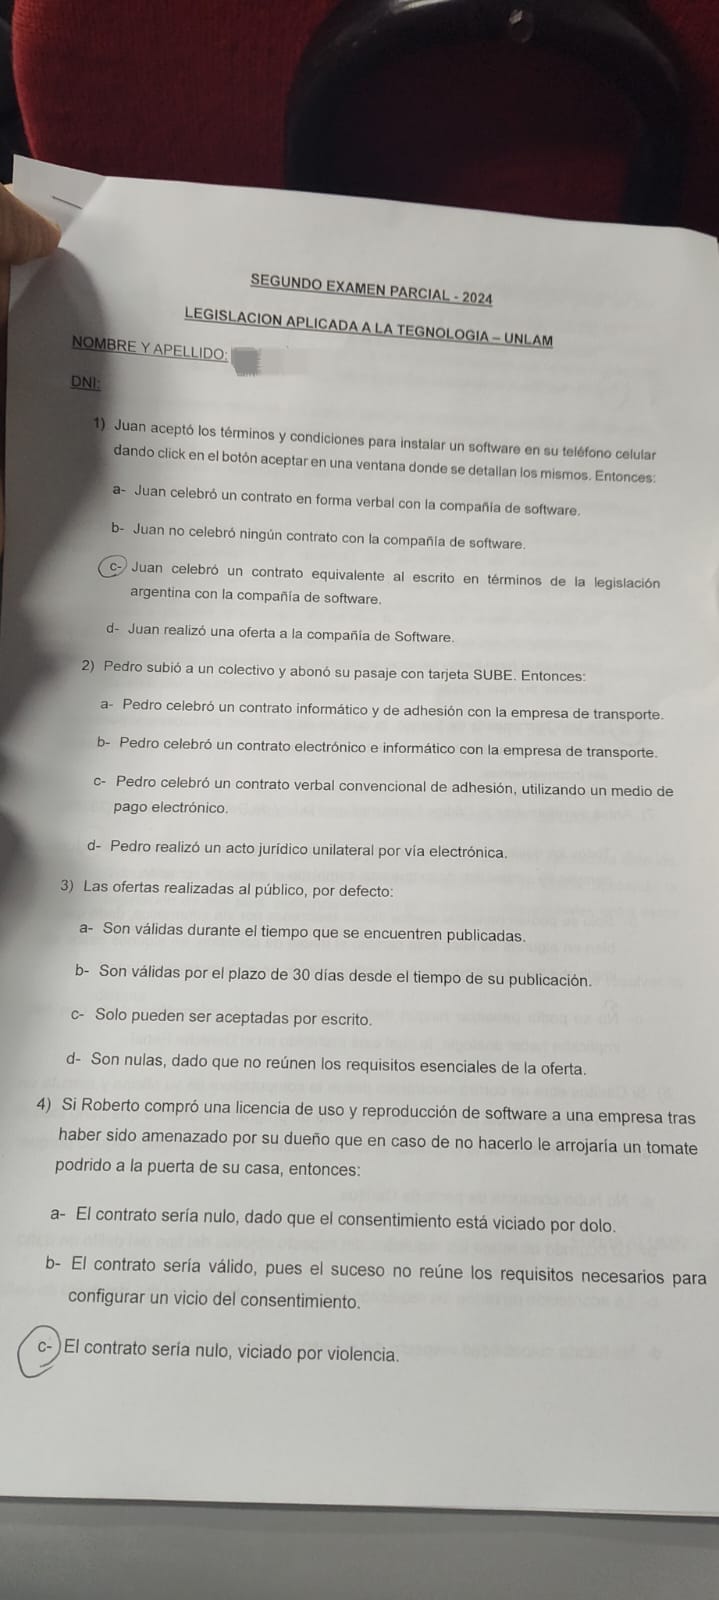 SEGUNDO EXAMEN PARCIAL - 2024
LEGISLACION APLICADA A LA TEGNOLOGIA – UNLAM
NOMBRE Y APELLIDO:
DNI:
1) Juan aceptó los términos y condiciones para instalar un software en su teléfono celular
dando click en el botón aceptar en una ventana donde se detallan los mismos. Entonces:
a- Juan celebró un contrato en forma verbal con la compañía de software.
b- Juan no celebró ningún contrato con la compañía de software.
c- Juan celebró un contrato equivalente al escrito en términos de la legislación
argentina con la compañía de software.
d- Juan realizó una oferta a la compañía de Software.
2) Pedro subió a un colectivo y abonó su pasaje con tarjeta SUBE. Entonces:
a- Pedro celebró un contrato informático y de adhesión con la empresa de transporte.
b- Pedro celebró un contrato electrónico e informático con la empresa de transporte.
c- Pedro celebró un contrato verbal convencional de adhesión, utilizando un medio de
pago electrónico.
d- Pedro realizó un acto jurídico unilateral por vía electrónica.
3) Las ofertas realizadas al público, por defecto:
a- Son válidas durante el tiempo que se encuentren publicadas.
b- Son válidas por el plazo de 30 días desde el tiempo de su publicación.
c- Solo pueden ser aceptadas por escrito.
d- Son nulas, dado que no reúnen los requisitos esenciales de la oferta.
4) Si Roberto compró una licencia de uso y reproducción de software a una empresa tras
haber sido amenazado por su dueño que en caso de no hacerlo le arrojaría un tomate
podrido a la puerta de su casa, entonces:
a- El contrato sería nulo, dado que el consentimiento está viciado por dolo.
b- El contrato sería válido, pues el suceso no reúne los requisitos necesarios para
configurar un vicio del consentimiento.
c- El contrato sería nulo, viciado por violencia.